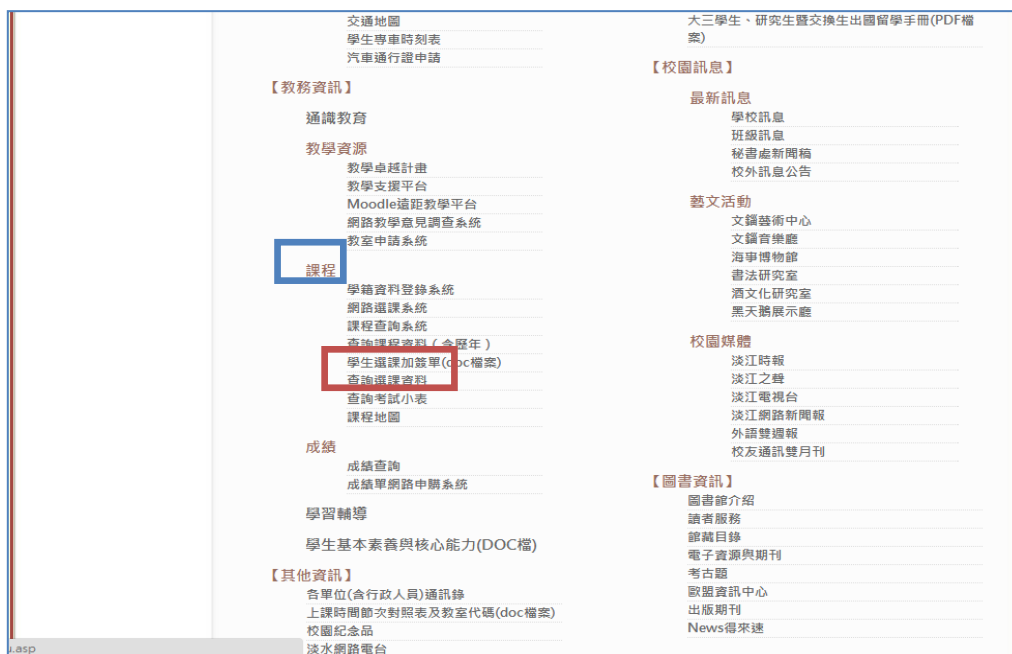 交通地圖
學生專車時刻表
汽車通行證申請
【教務資訊】
通識教育
教學資源
教學卓越計畫
教學支援平台
Moodle遠距教學平台
網路教學意見調查系統
教室申請系統
課程
學籍資料登錄系統
網路選課系統
課程查詢系統
查詢課程資料(含歷年)
學生選課加簽單(doc檔案)
查詢選課資料
查詢考試小表
課程地圖
成績
成績查詢
成績單網路申購系統
學習輔導
學生基本素養與核心能力(DOC檔)
【其他資訊】
各單位(含行政人員)通訊錄
上課時間節次對照表及教室代碼(doc檔案)
校園紀念品
淡水網路電台
大三學生、研究生暨交換生出國留學手冊(PDF檔
案)
【校園訊息】
最新訊息
學校訊息
班級訊息
秘書處新聞稿
校外訊息公告
藝文活動
文錙藝術中心
文錙音樂廳
海事博物館
書法研究室
酒文化研究室
黑天鵝展示廳
校園媒體
淡江時報
淡江之聲
淡江電視台
淡江網路新聞報
外語雙週報
校友通訊雙月刊
【圖書資訊】
圖書館介紹
讀者服務
館藏目錄
電子資源與期刊
考古題
歐盟資訊中心
出版期刊
News得來速
u.asp